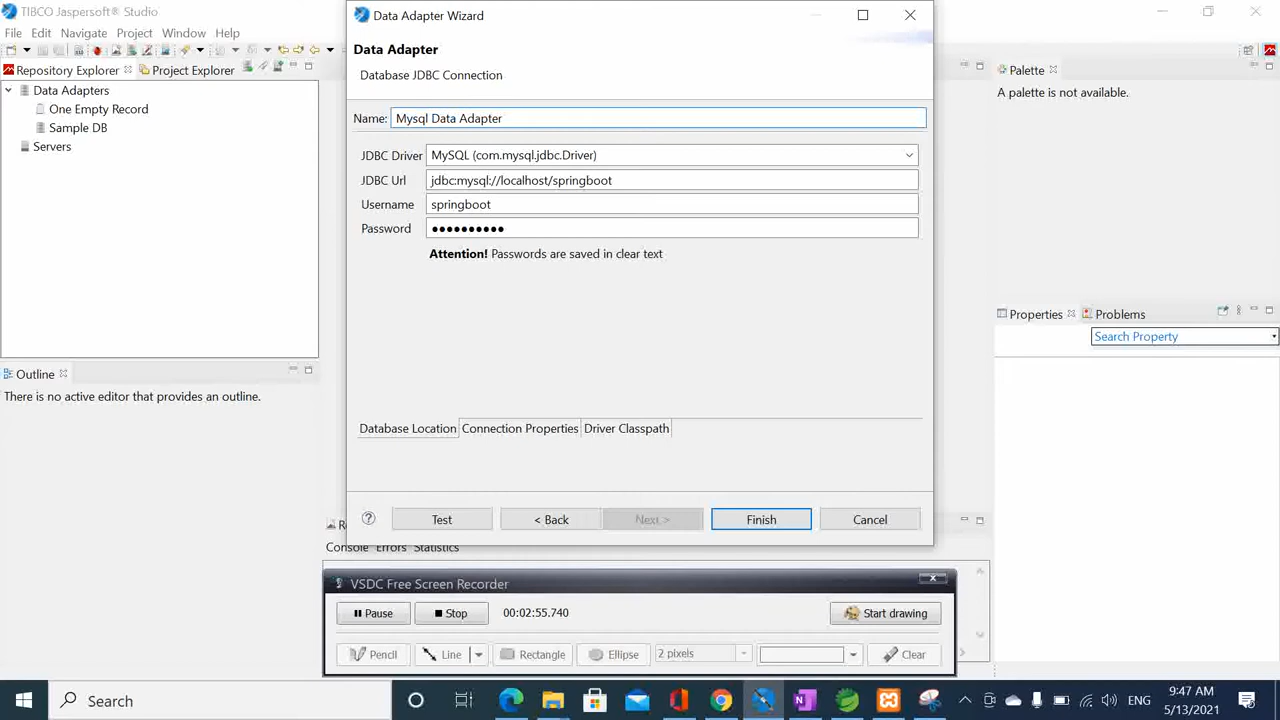 TIBCO Jaspersoft® Studio
File Edit Navigate Project Window Help
Repository Explorer Project Explorer
Data Adapters
One Empty Record
Sample DB
Servers
Outline
There is no active editor that provides an outline.
Data Adapter Wizard
Data Adapter
Database JDBC Connection
Name: Mysql Data Adapter
JDBC Driver MySQL (com.mysql.jdbc.Driver)
JDBC Url jdbc:mysql://localhost/springboot
Username springboot
Password ●●●●●●●●●●
Attention! Passwords are saved in clear text
Database Location Connection Properties Driver Classpath
Test < Back Next > Finish Cancel
Console Errors Statistics
Palette
A palette is not available.
Properties Problems
Search Property
VSDC Free Screen Recorder
Pause Stop 00:02:55.740 Start drawing
Pencil Line Rectangle Ellipse 2 pixels Clear
Search
ENG
9:47 AM
5/13/2021